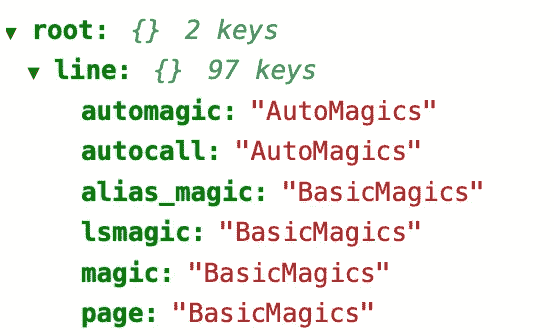 ▼ root: {} 2 keys
▼ line: {} 97 keys
automagic: "AutoMagics"
autocall: "AutoMagics"
alias_magic: "BasicMagics"
lsmagic: "BasicMagics"
magic: "BasicMagics"
page: "BasicMagics"